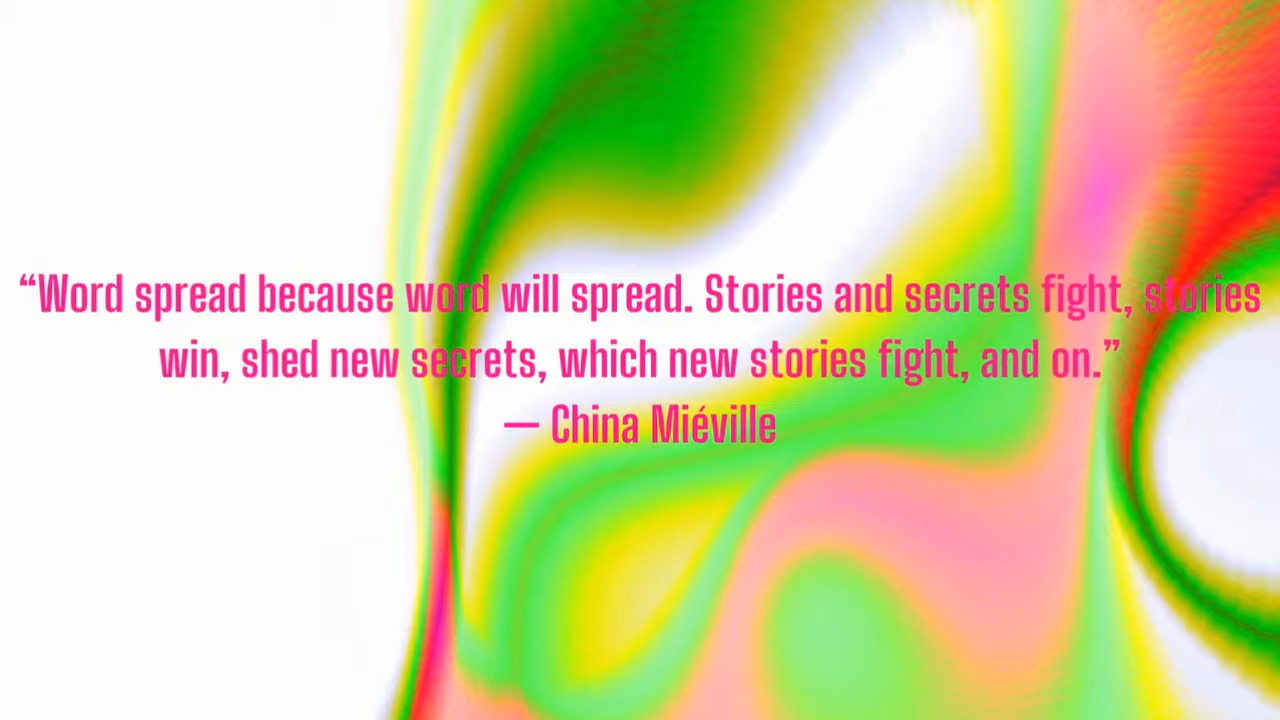 “Word spread because word will spread. Stories and secrets fight, stories
win, shed new secrets, which new stories fight, and on.”
— China Miéville